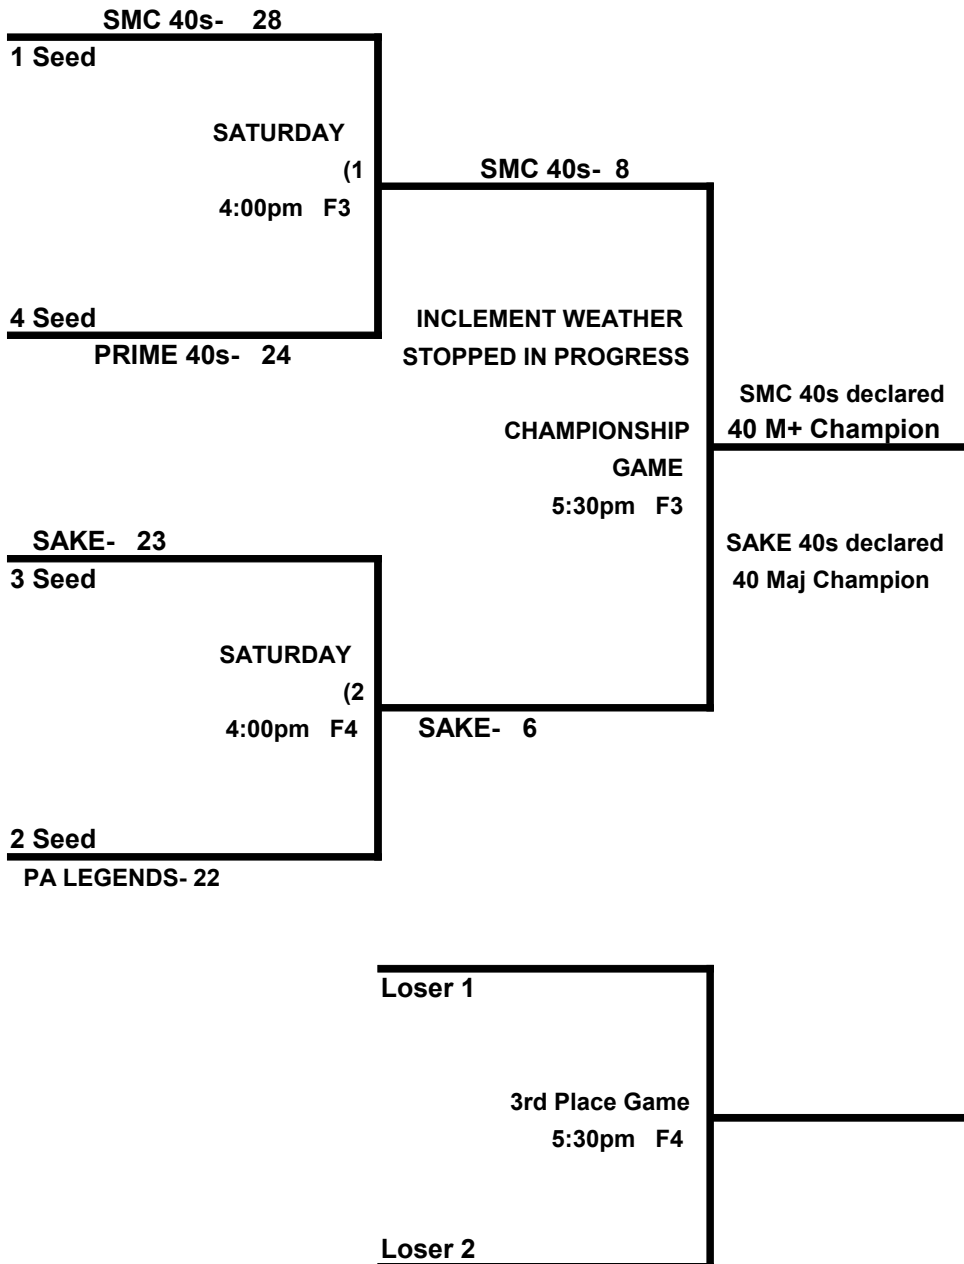 SMC 40s- 28
1 Seed
SATURDAY
(1
4:00pm F3
SMC 40s- 8
4 Seed
PRIME 40s- 24
INCLEMENT WEATHER
STOPPED IN PROGRESS
SMC 40s declared
40 M+ Champion
CHAMPIONSHIP
GAME
5:30pm F3
SAKE- 23
3 Seed
SAKE 40s declared
40 Maj Champion
SATURDAY
(2
4:00pm F4
SAKE- 6
2 Seed
PA LEGENDS- 22
Loser 1
3rd Place Game
5:30pm F4
Loser 2